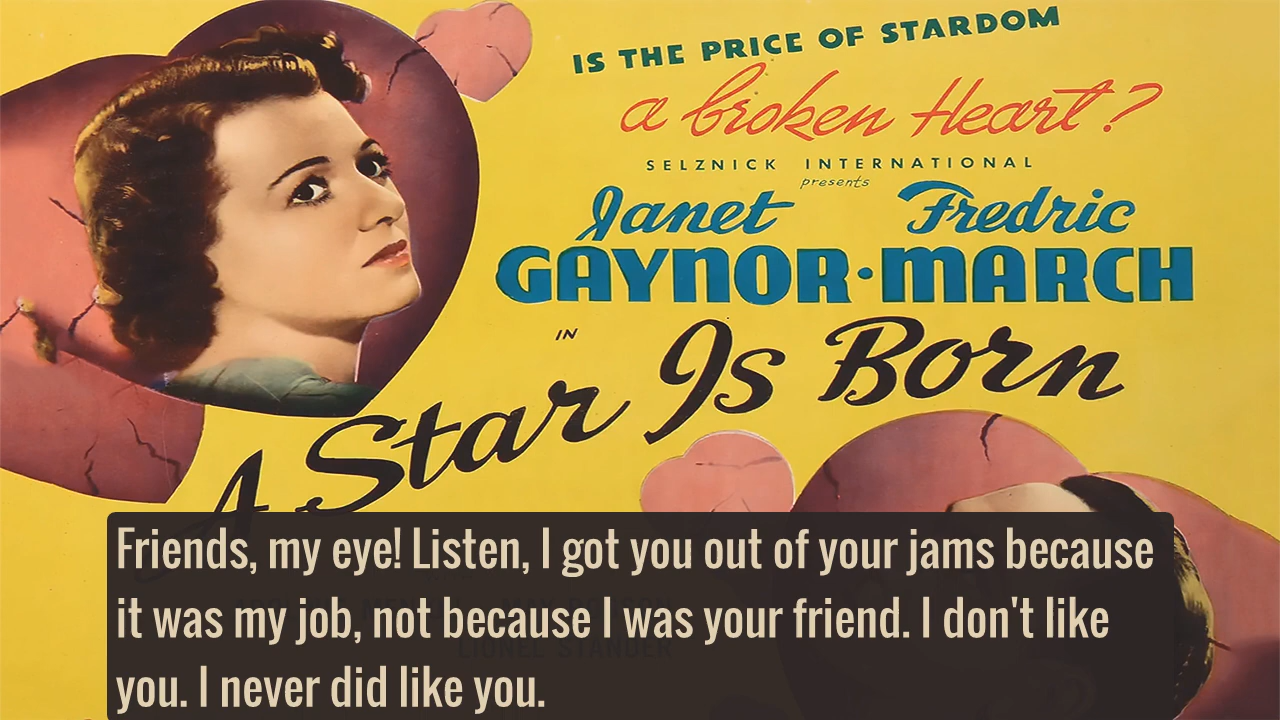 IS THE PRICE OF STARDOM
a broken Heart?
SELZNICK INTERNATIONAL
presents
Janet Fredric
GAYNOR·MARCH
IN
A Star Is Born
Friends, my eye! Listen, I got you out of your jams because
it was my job, not because I was your friend. I don't like
LIONEL STANDER
you. I never did like you.